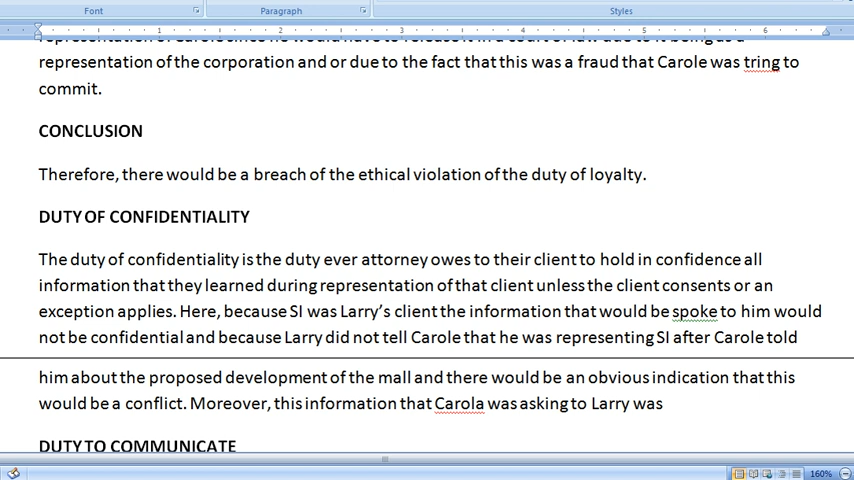 Font Paragraph Styles
1 2 3 4 5 6
representation of the corporation and or due to the fact that this was a fraud that Carole was tring to
commit.
CONCLUSION
Therefore, there would be a breach of the ethical violation of the duty of loyalty.
DUTY OF CONFIDENTIALITY
The duty of confidentiality is the duty ever attorney owes to their client to hold in confidence all
information that they learned during representation of that client unless the client consents or an
exception applies. Here, because SI was Larry's client the information that would be spoke to him would
not be confidential and because Larry did not tell Carole that he was representing SI after Carole told
him about the proposed development of the mall and there would be an obvious indication that this
would be a conflict. Moreover, this information that Carola was asking to Larry was
DUTY TO COMMUNICATE
160%